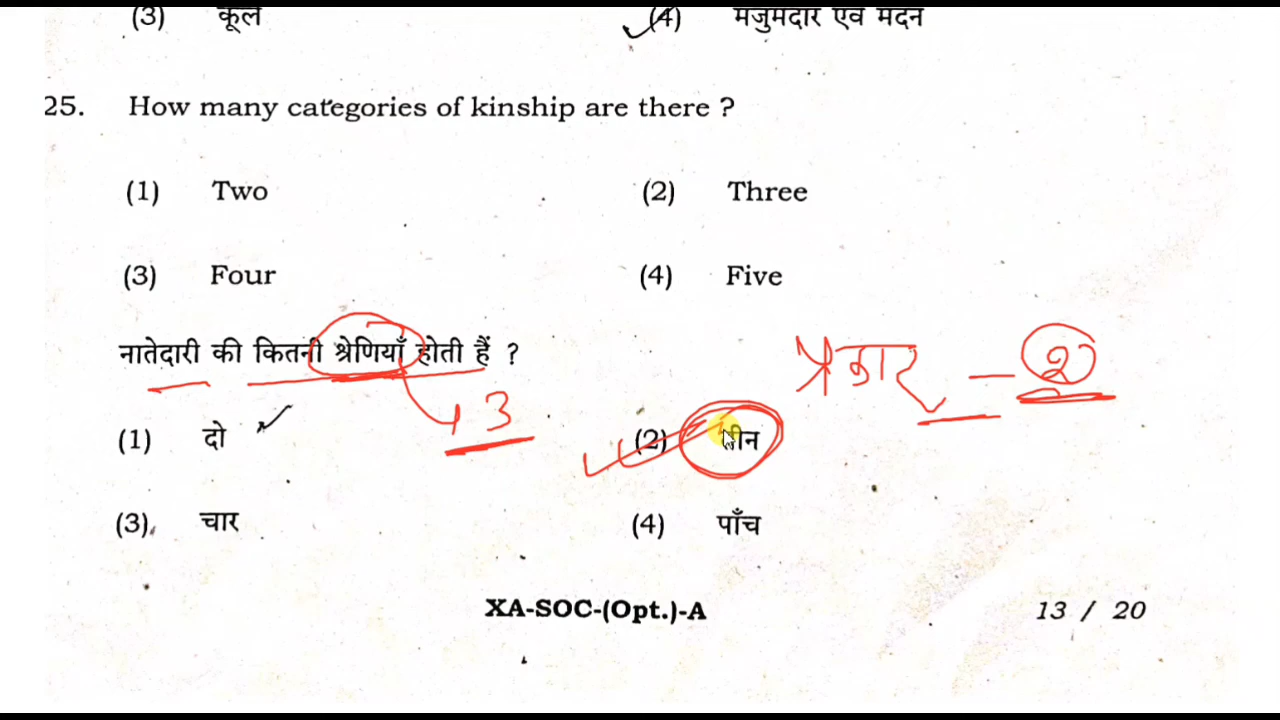 (3) कूले (4) मजुमदार एवं मदन
25. How many categories of kinship are there ?
(1) Two (2) Three
(3) Four (4) Five
नातेदारी की कितनी श्रेणियाँ होती हैं ?
प्रकार - 2
3
(1) दो (2) तीन
(3) चार (4) पाँच
XA-SOC-(Opt.)-A 13 / 20